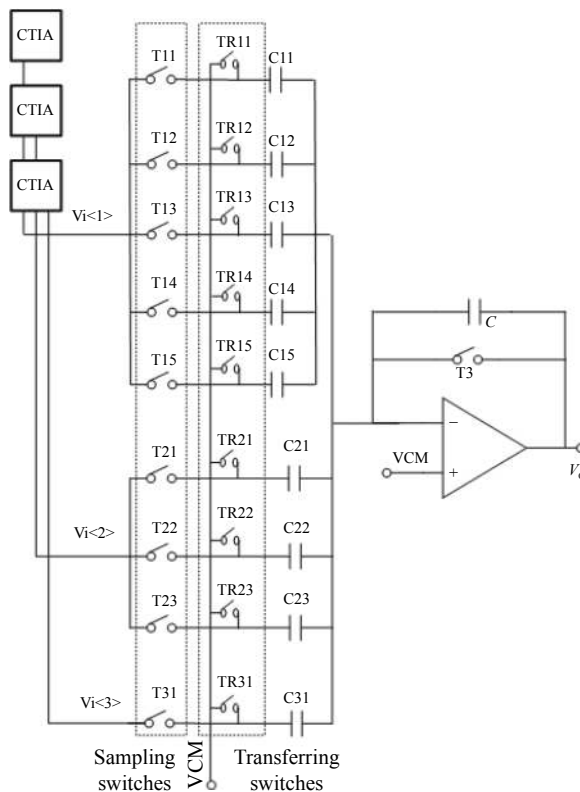 CTIA
CTIA
CTIA
Vi<1>
Vi<2>
Vi<3>
T11
T12
T13
T14
T15
T21
T22
T23
T31
TR11
TR12
TR13
TR14
TR15
TR21
TR22
TR23
TR31
C11
C12
C13
C14
C15
C21
C22
C23
C31
C
T3
−
+
VCM
Sampling
switches
VCM
Transferring
switches